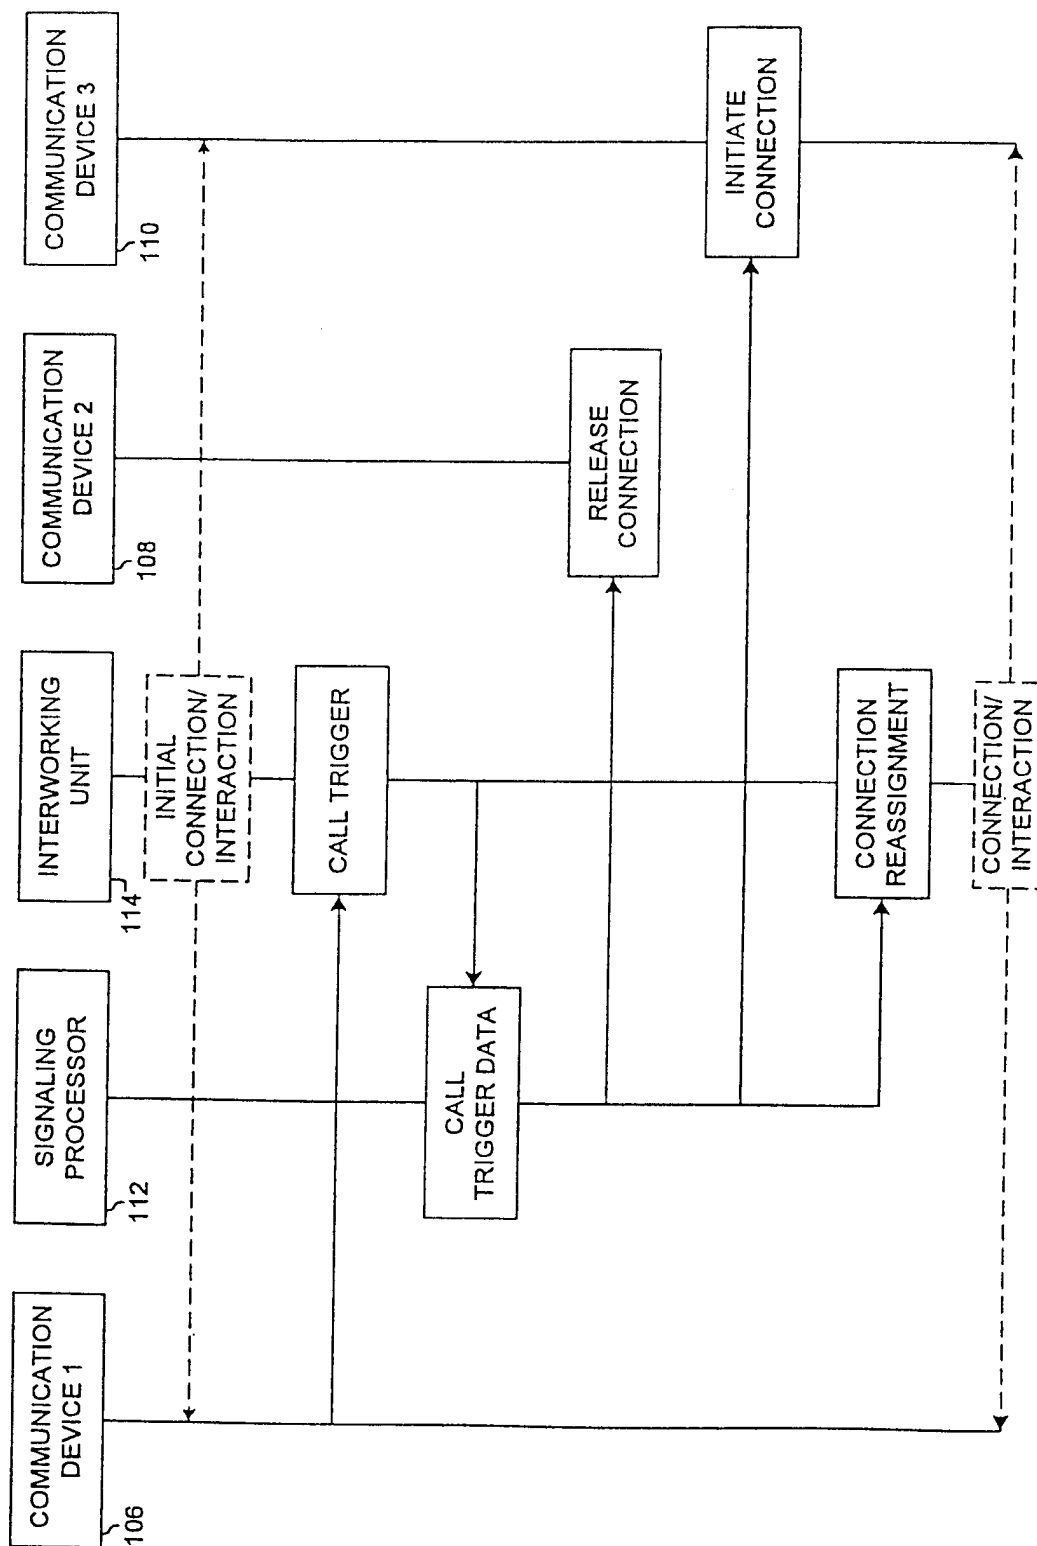 COMMUNICATION
DEVICE 1
106
SIGNALING
PROCESSOR
112
INTERWORKING
UNIT
114
COMMUNICATION
DEVICE 2
108
COMMUNICATION
DEVICE 3
110
INITIAL
CONNECTION/
INTERACTION
CALL TRIGGER
CALL
TRIGGER DATA
RELEASE
CONNECTION
INITIATE
CONNECTION
CONNECTION
REASSIGNMENT
CONNECTION/
INTERACTION